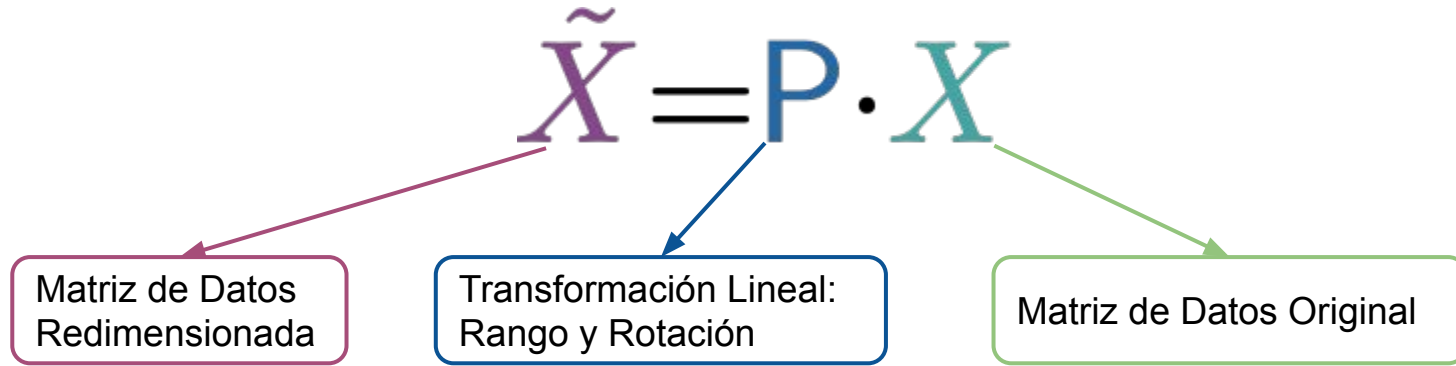 X̃ = P · X
Matriz de Datos
Redimensionada
Transformación Lineal:
Rango y Rotación
Matriz de Datos Original